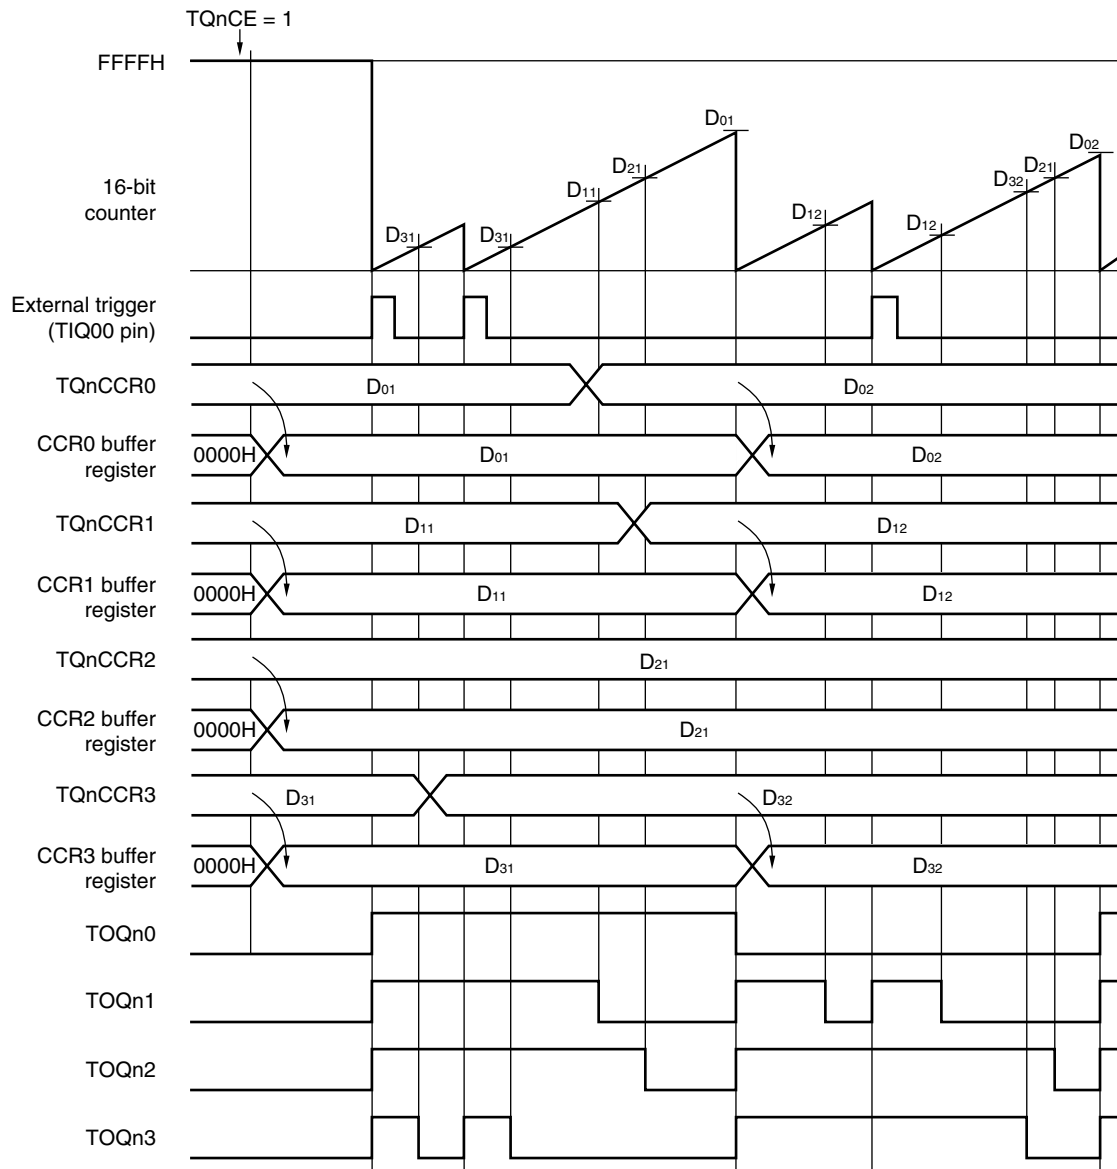 TQnCE = 1
FFFFH
D01
D02
D21
D21
D11
D32
16-bit
counter
D31
D31
D12
D12
External trigger
(TIQ00 pin)
TQnCCR0
D01
D02
CCR0 buffer
register
0000H
D01
D02
TQnCCR1
D11
D12
CCR1 buffer
register
0000H
D11
D12
TQnCCR2
D21
CCR2 buffer
register
0000H
D21
TQnCCR3
D31
D32
CCR3 buffer
register
0000H
D31
D32
TOQn0
TOQn1
TOQn2
TOQn3